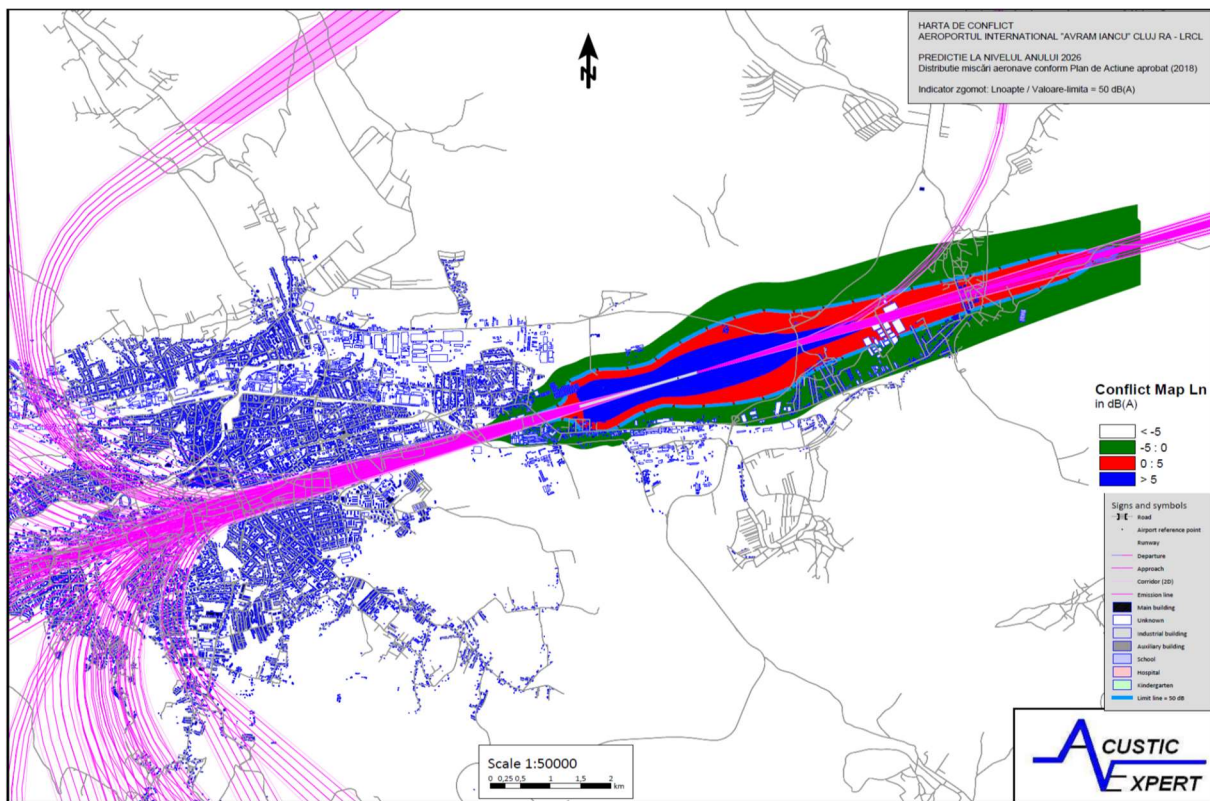 HARTA DE CONFLICT
AEROPORTUL INTERNATIONAL "AVRAM IANCU" CLUJ RA - LRCL
PREDICTIE LA NIVELUL ANULUI 2026
Distributie miscări aeronave conform Plan de Actiune aprobat (2018)
Indicator zgomot: Lnoapte / Valoare-limita = 50 dB(A)
N
Conflict Map Ln
in dB(A)
< -5
-5 : 0
0 : 5
> 5
Signs and symbols
Road
Airport reference point
Runway
Departure
Approach
Corridor (2D)
Emission line
Main building
Unknown
Industrial building
Auxiliary building
School
Hospital
Kindergarten
Limit line = 50 dB
Scale 1:50000
0 0,25 0,5 1 1,5 2
km
ACUSTIC
EXPERT